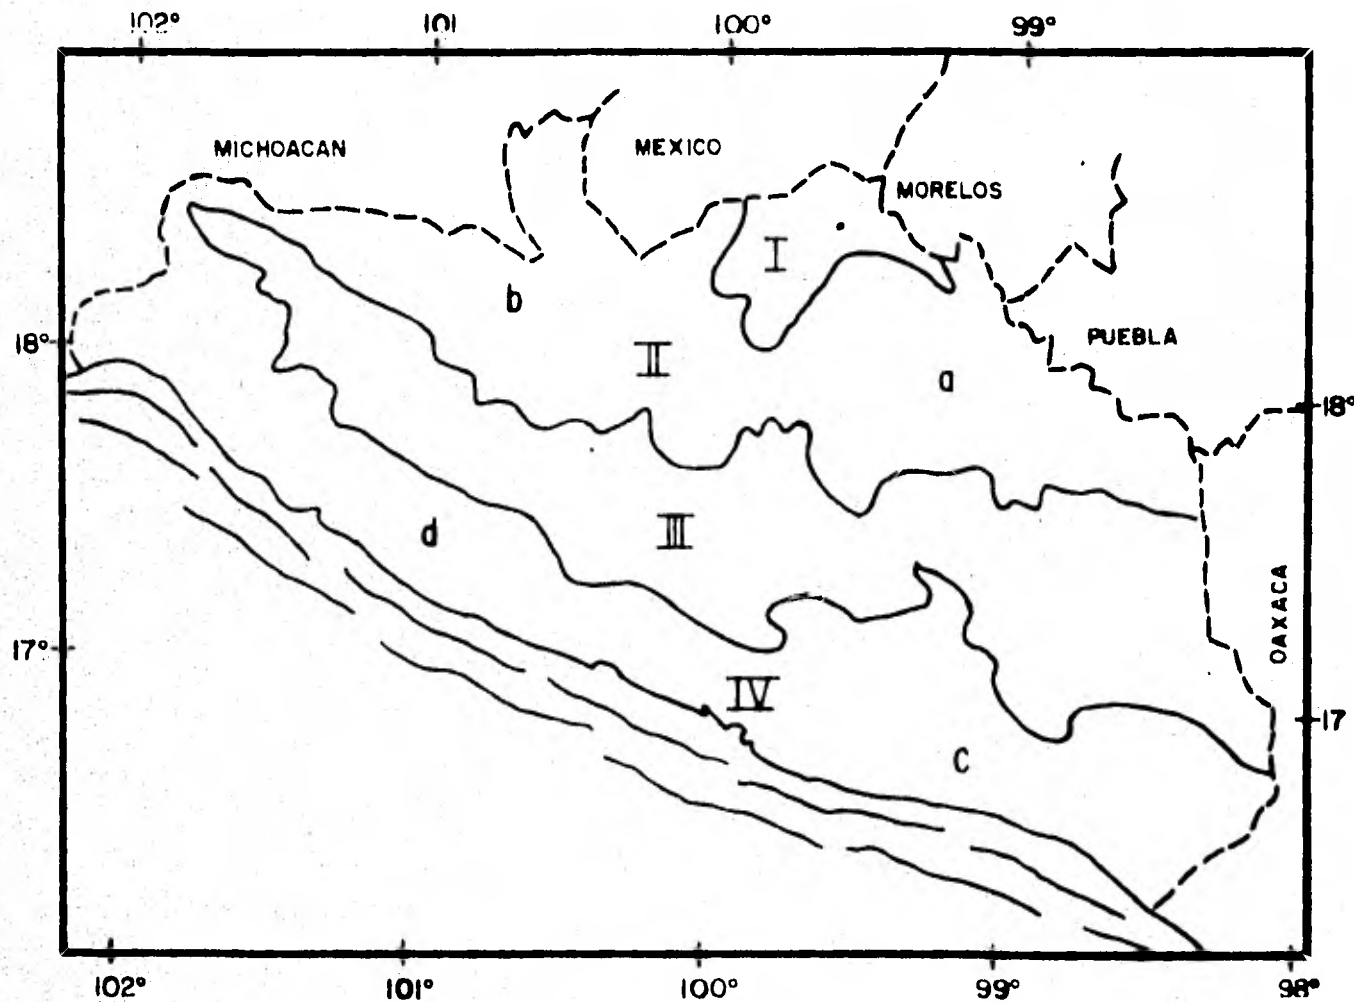 102° 101 100° 99°
MICHOACAN
MEXICO
MORELOS
I
b
18°
II
PUEBLA
a
18°
d
III
OAXACA
17°
IV
17
c
102° 101° 100° 99° 98°